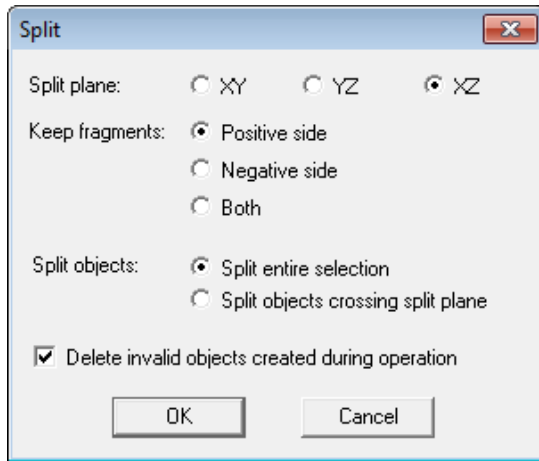 Split
Split plane: XY YZ XZ
Keep fragments: Positive side
Negative side
Both
Split objects: Split entire selection
Split objects crossing split plane
Delete invalid objects created during operation
OK Cancel